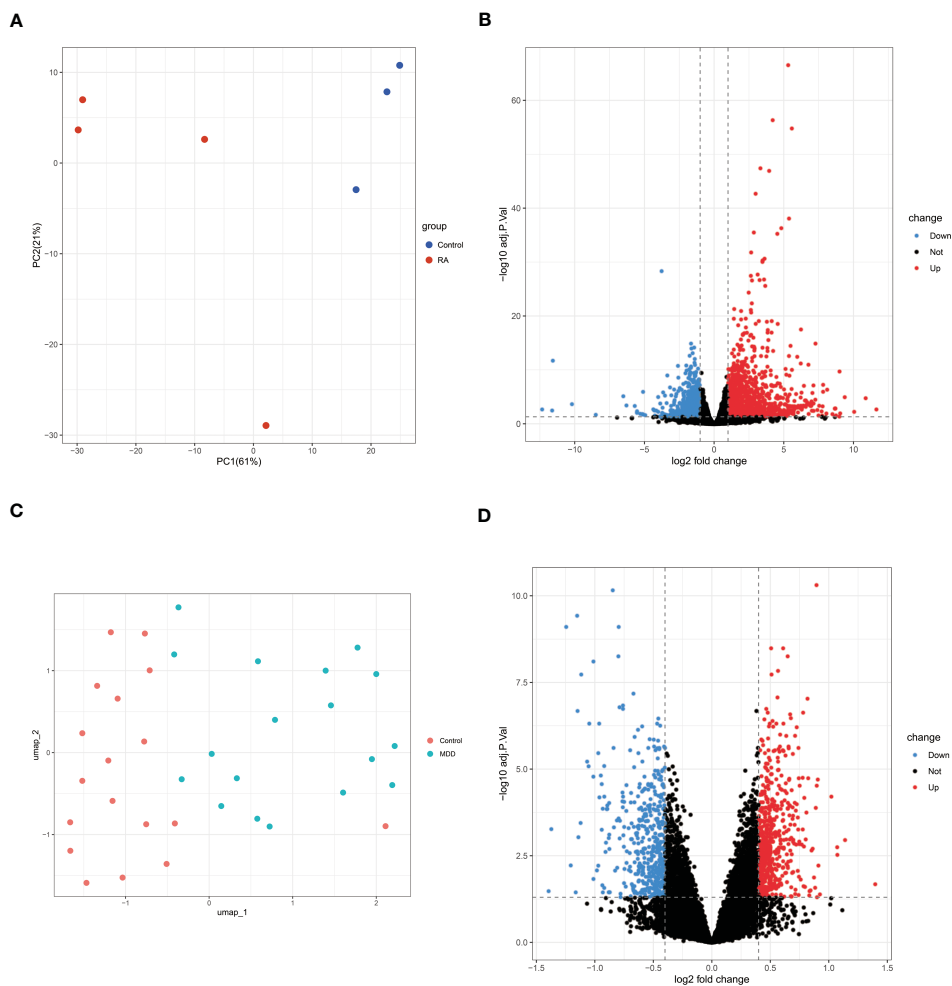 A
10
0
−10
−20
−30
PC2(21%)
−30
−20
−10
0
10
20
PC1(61%)
group
Control
RA
B
60
40
20
0
−log10 adj.P.Val
−10
−5
0
5
10
log2 fold change
change
Down
Not
Up
C
1
0
−1
umap_2
−1
0
1
2
umap_1
Control
MDD
D
10.0
7.5
5.0
2.5
0.0
−log10 adj.P.Val
−1.5
−1.0
−0.5
0.0
0.5
1.0
1.5
log2 fold change
change
Down
Not
Up